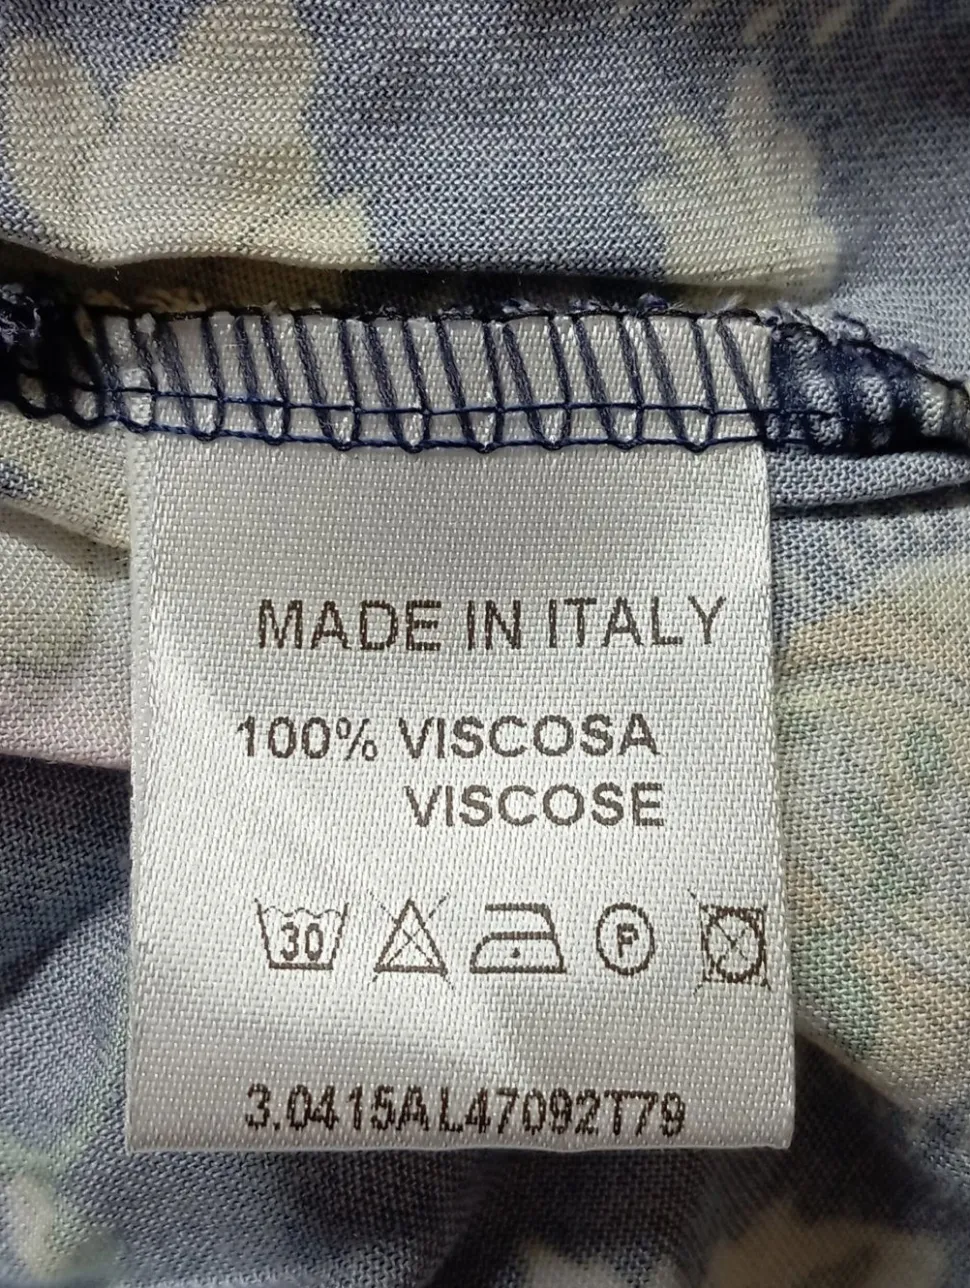 MADE IN ITALY
100% VISCOSA
VISCOSE
30 P
3.0415AL47092T79